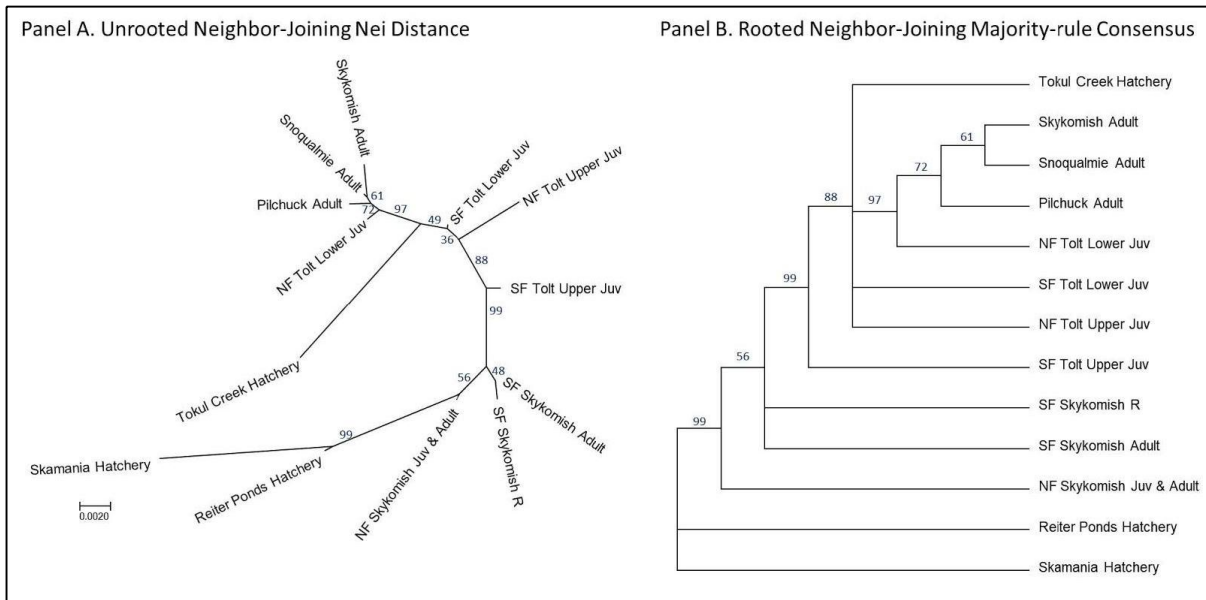 Panel A. Unrooted Neighbor-Joining Nei Distance
Skykomish Adult
Snoqualmie Adult
Pilchuck Adult
NF Tolt Lower Juv
SF Tolt Lower Juv
NF Tolt Upper Juv
61
72
97
49
36
88
SF Tolt Upper Juv
99
Tokul Creek Hatchery
56
48
SF Skykomish Adult
SF Skykomish R
NF Skykomish Juv & Adult
99
Reiter Ponds Hatchery
Skamania Hatchery
0.0020
Panel B. Rooted Neighbor-Joining Majority-rule Consensus
Tokul Creek Hatchery
61
Skykomish Adult
Snoqualmie Adult
72
Pilchuck Adult
97
88
NF Tolt Lower Juv
SF Tolt Lower Juv
99
NF Tolt Upper Juv
SF Tolt Upper Juv
56
SF Skykomish R
99
SF Skykomish Adult
NF Skykomish Juv & Adult
Reiter Ponds Hatchery
Skamania Hatchery